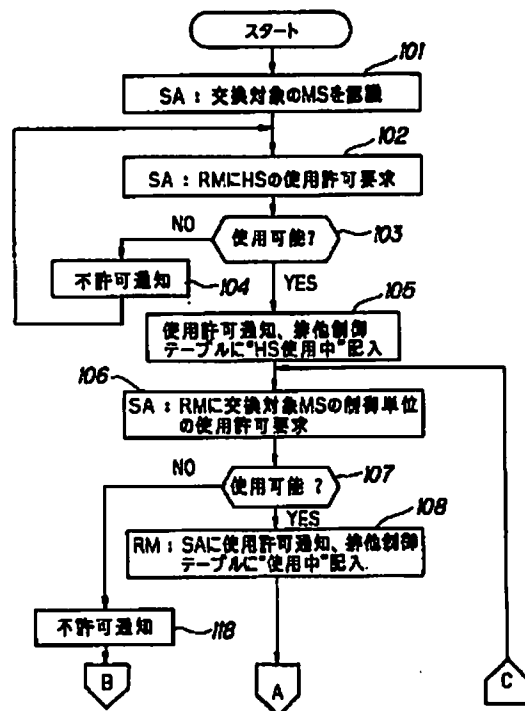 スタート
101
SA:交換対象のMSを認識
102
SA:RMにHSの使用許可要求
NO
使用可能?
103
不許可通知
104
YES
105
使用許可通知、排他制御
テーブルに"HS使用中"記入
106
SA:RMに交換対象MSの制御単位
の使用許可要求
NO
使用可能?
107
YES
108
RM:SAに使用許可通知、排他制御
テーブルに"使用中"記入.
不許可通知
118
B
A
C